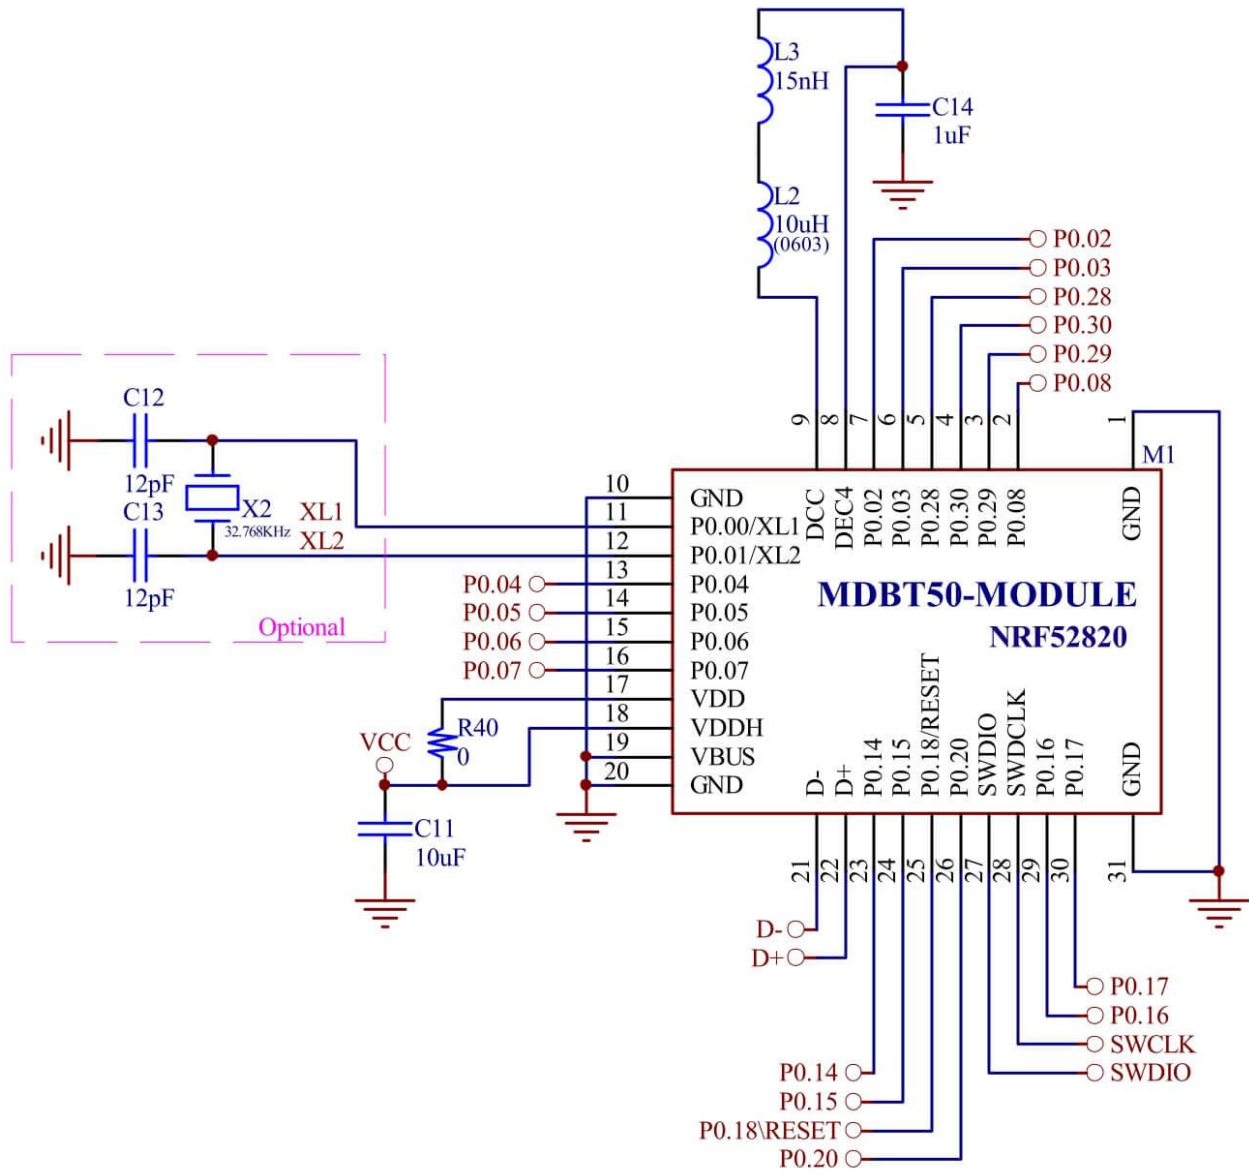 L3
15nH
C14
1uF
L2
10uH
(0603)
P0.02
P0.03
P0.28
P0.30
P0.29
P0.08
C12
12pF
C13
12pF
X2
32.768KHz
XL1
XL2
Optional
9
8
7
6
5
4
3
2
1
M1
DCC
DEC4
P0.02
P0.03
P0.28
P0.30
P0.29
P0.08
GND
10 GND
11 P0.00/XL1
12 P0.01/XL2
P0.04 13 P0.04
P0.05 14 P0.05
P0.06 15 P0.06
P0.07 16 P0.07
17 VDD
18 VDDH
19 VBUS
20 GND
MDBT50-MODULE
NRF52820
VCC
R40
0
C11
10uF
D-
D+
P0.14
P0.15
P0.18/RESET
P0.20
SWDIO
SWDCLK
P0.16
P0.17
GND
21
22
23
24
25
26
27
28
29
30
31
D-
D+
P0.17
P0.16
SWCLK
SWDIO
P0.14
P0.15
P0.18\RESET
P0.20